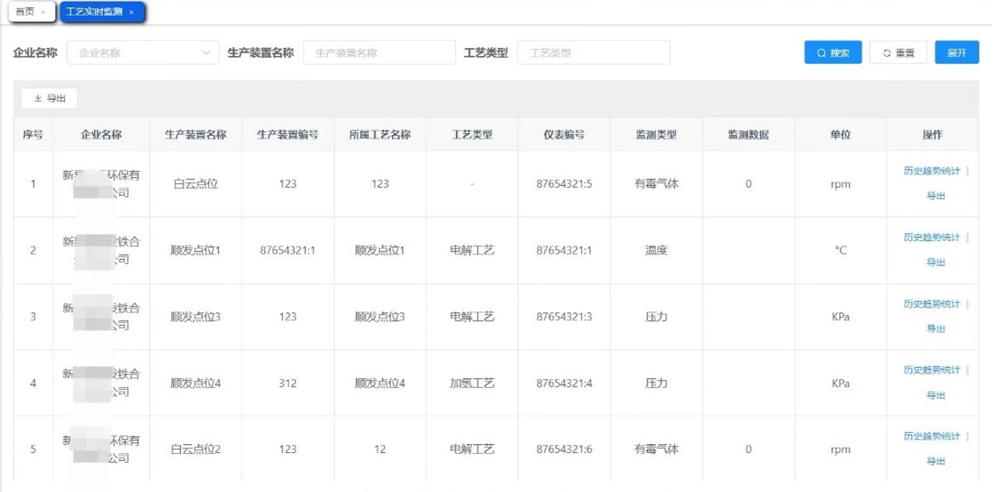 首页 ×
工艺实时监测 ×
企业名称 企业名称 生产装置名称 生产装置名称 工艺类型 工艺类型 搜索 重置 展开
导出
序号 企业名称 生产装置名称 生产装置编号 所属工艺名称 工艺类型 仪表编号 监测类型 监测数据 单位 操作
新 环保有
1 白云点位 123 123 - 87654321:5 有毒气体 0 rpm 历史趋势统计 |
公司
导出
新 铁合
2 顺发点位1 87654321:1 顺发点位1 电解工艺 87654321:1 温度 °C 历史趋势统计 |
公司
导出
新 铁合
3 顺发点位3 123 顺发点位3 电解工艺 87654321:3 压力 KPa 历史趋势统计 |
公司
导出
新 铁合
4 顺发点位4 312 顺发点位4 加氢工艺 87654321:4 压力 KPa 历史趋势统计 |
公司
导出
新 环保有
5 白云点位2 123 12 电解工艺 87654321:6 有毒气体 0 rpm 历史趋势统计 |
公司
导出